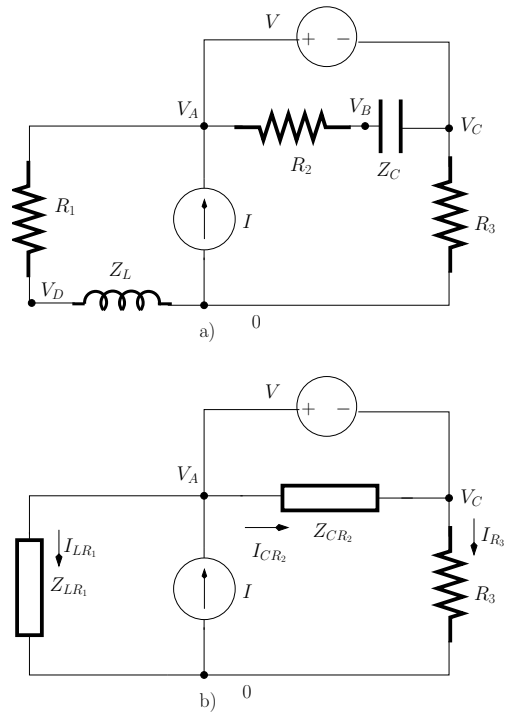 V
+ −
V_A
V_B
V_C
R_2
Z_C
R_1
I
R_3
Z_L
V_D
a)
0
V
+ −
V_A
V_C
I_{LR_1}
I_{CR_2}
Z_{CR_2}
I_{R_3}
Z_{LR_1}
I
R_3
b)
0